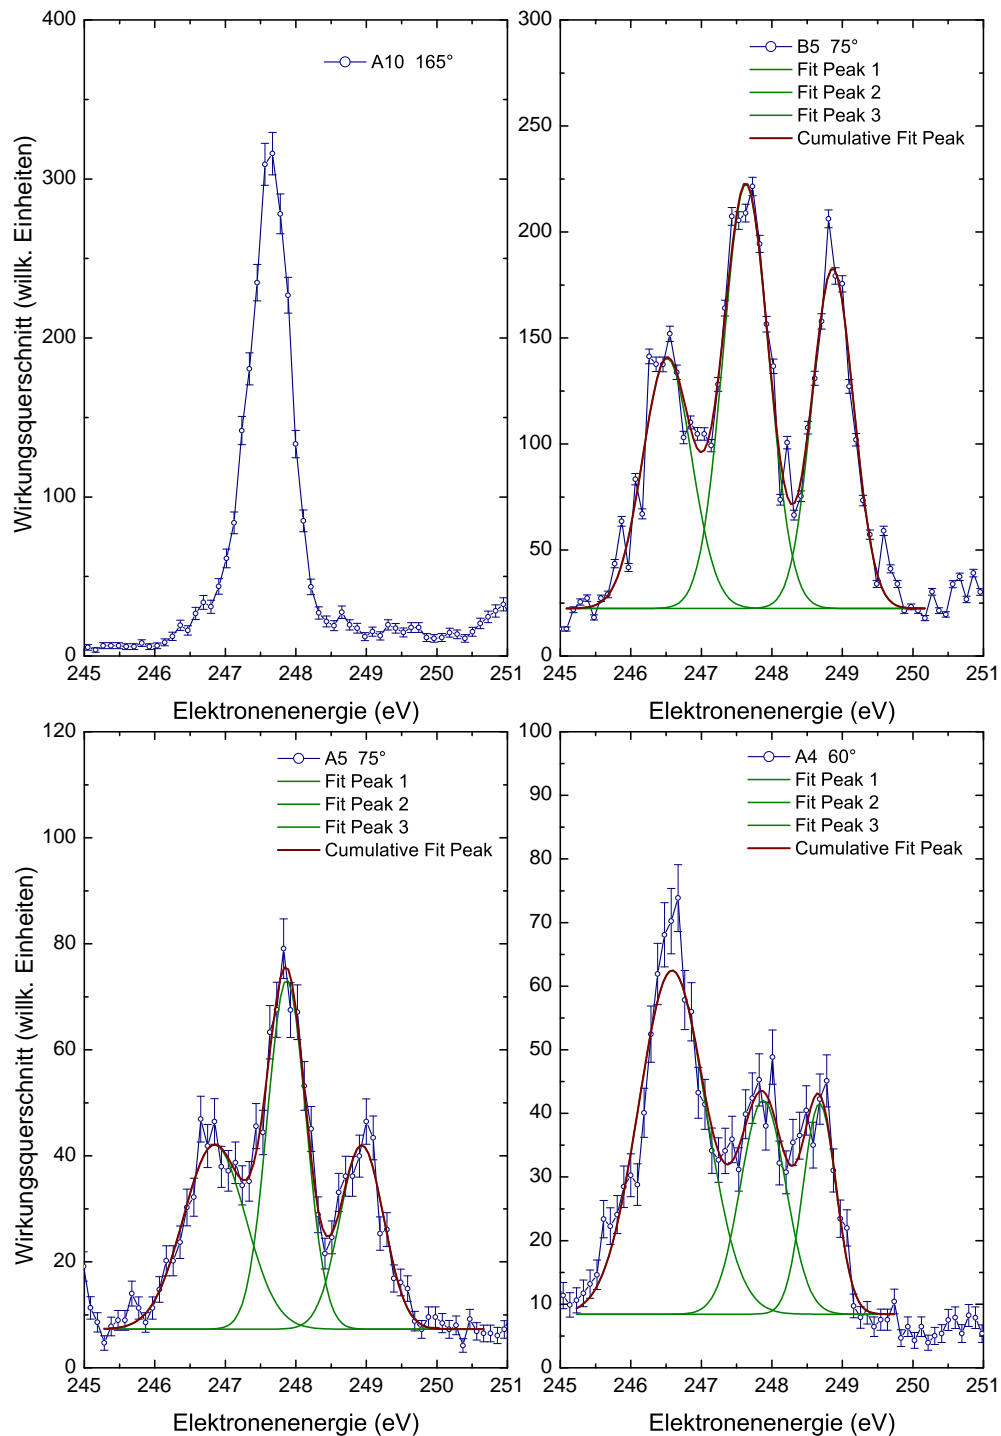 400
300
200
100
0
245 246 247 248 249 250 251
Wirkungsquerschnitt (willk. Einheiten)
Elektronenenergie (eV)
A10 165°
300
250
200
150
100
50
0
245 246 247 248 249 250 251
Elektronenenergie (eV)
B5 75°
Fit Peak 1
Fit Peak 2
Fit Peak 3
Cumulative Fit Peak
120
100
80
60
40
20
0
245 246 247 248 249 250 251
Wirkungsquerschnitt (willk. Einheiten)
Elektronenenergie (eV)
A5 75°
Fit Peak 1
Fit Peak 2
Fit Peak 3
Cumulative Fit Peak
100
90
80
70
60
50
40
30
20
10
0
245 246 247 248 249 250 251
Elektronenenergie (eV)
A4 60°
Fit Peak 1
Fit Peak 2
Fit Peak 3
Cumulative Fit Peak